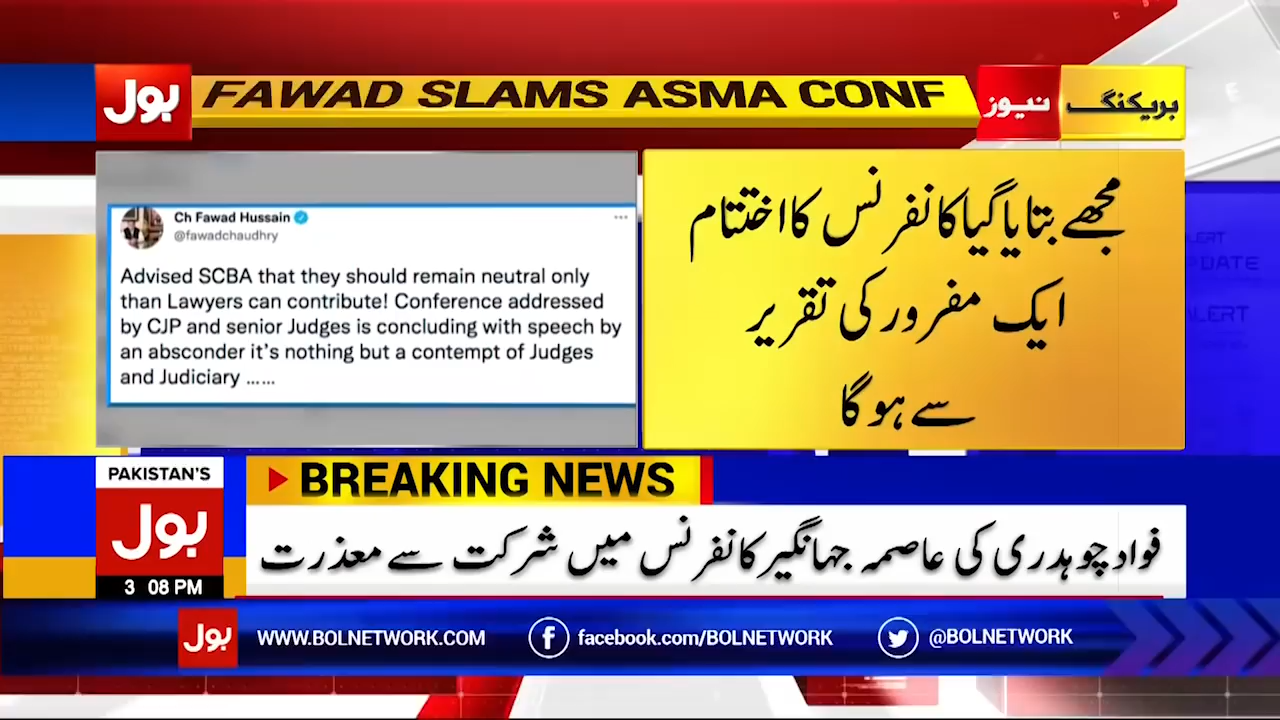 بول
FAWAD SLAMS ASMA CONF
بریکنگ نیوز
Ch Fawad Hussain
@fawadchaudhry
Advised SCBA that they should remain neutral only
than Lawyers can contribute! Conference addressed
by CJP and senior Judges is concluding with speech by
an absconder it's nothing but a contempt of Judges
and Judiciary ......
مجھے بتایا گیا کانفرنس کا اختتام
ایک مفرور کی تقریر
سے ہو گا
ALERT
UPDATE
ALERT
PAKISTAN'S
بول
3 08 PM
BREAKING NEWS
فواد چوہدری کی عاصمہ جہانگیر کانفرنس میں شرکت سے معذرت
بول
WWW.BOLNETWORK.COM
facebook.com/BOLNETWORK
@BOLNETWORK